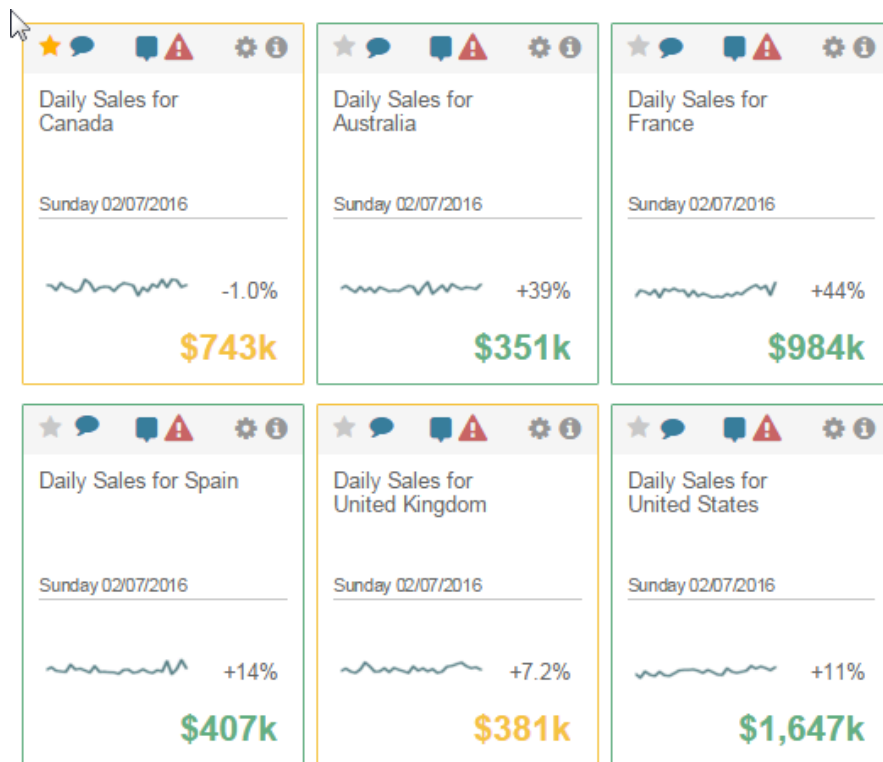 Daily Sales for
Canada
Sunday 02/07/2016
-1.0%
$743k
Daily Sales for
Australia
Sunday 02/07/2016
+39%
$351k
Daily Sales for
France
Sunday 02/07/2016
+44%
$984k
Daily Sales for Spain
Sunday 02/07/2016
+14%
$407k
Daily Sales for
United Kingdom
Sunday 02/07/2016
+7.2%
$381k
Daily Sales for
United States
Sunday 02/07/2016
+11%
$1,647k